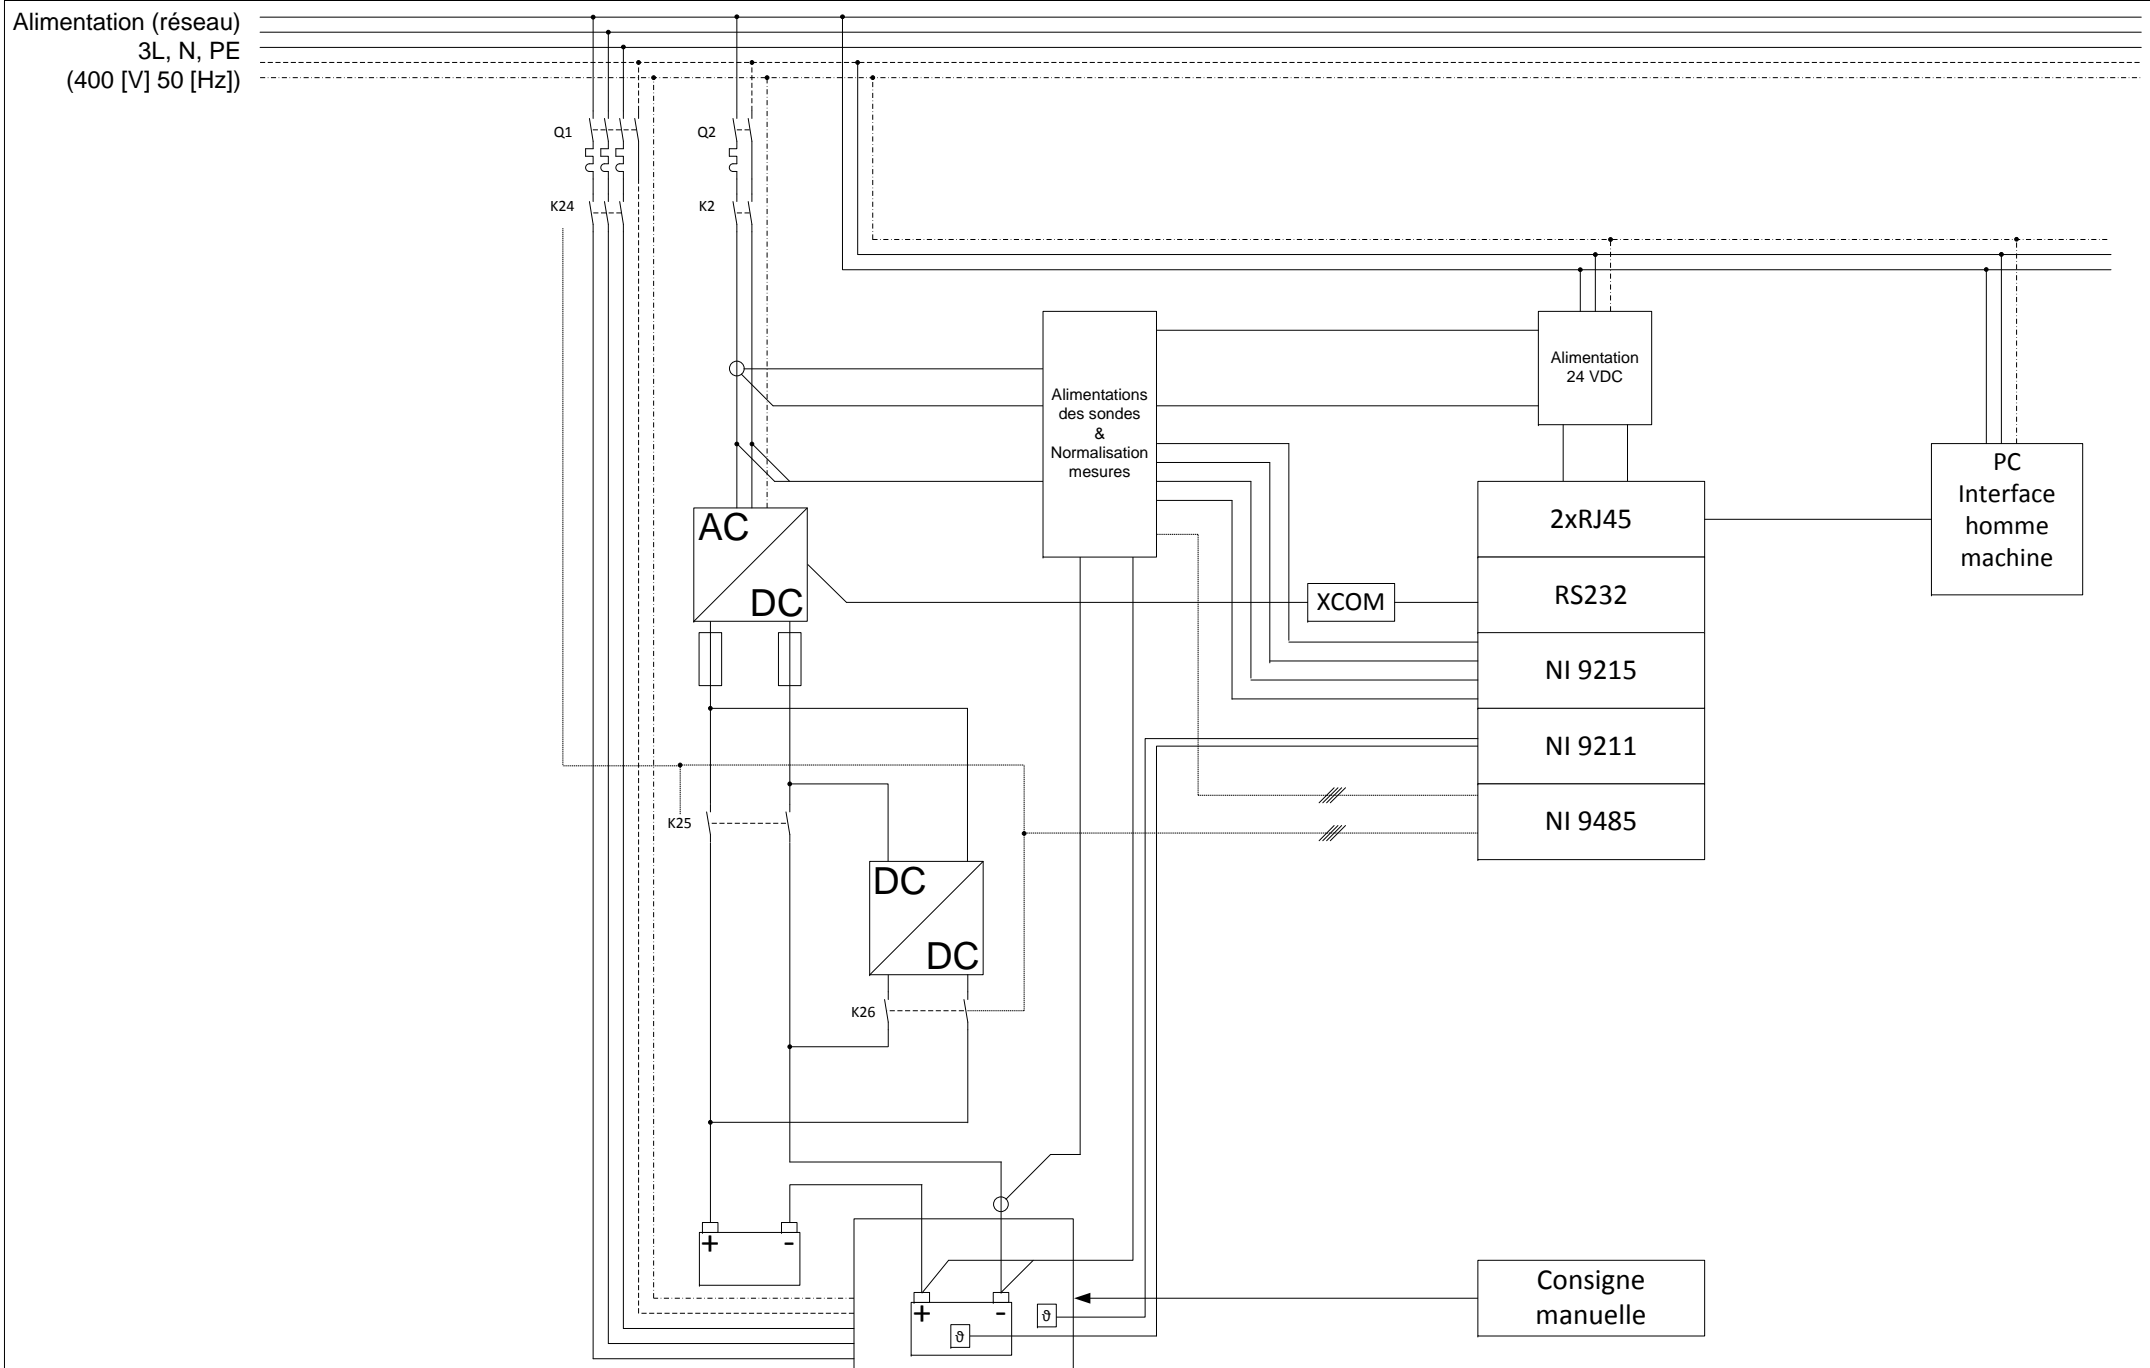 Alimentation (réseau)
3L, N, PE
(400 [V] 50 [Hz])
Q1
Q2
K24
K2
Alimentations
des sondes
&
Normalisation
mesures
Alimentation
24 VDC
PC
Interface
homme
machine
AC
DC
2xRJ45
XCOM
RS232
NI 9215
NI 9211
NI 9485
K25
DC
DC
K26
+
-
+
-
ϑ
ϑ
Consigne
manuelle